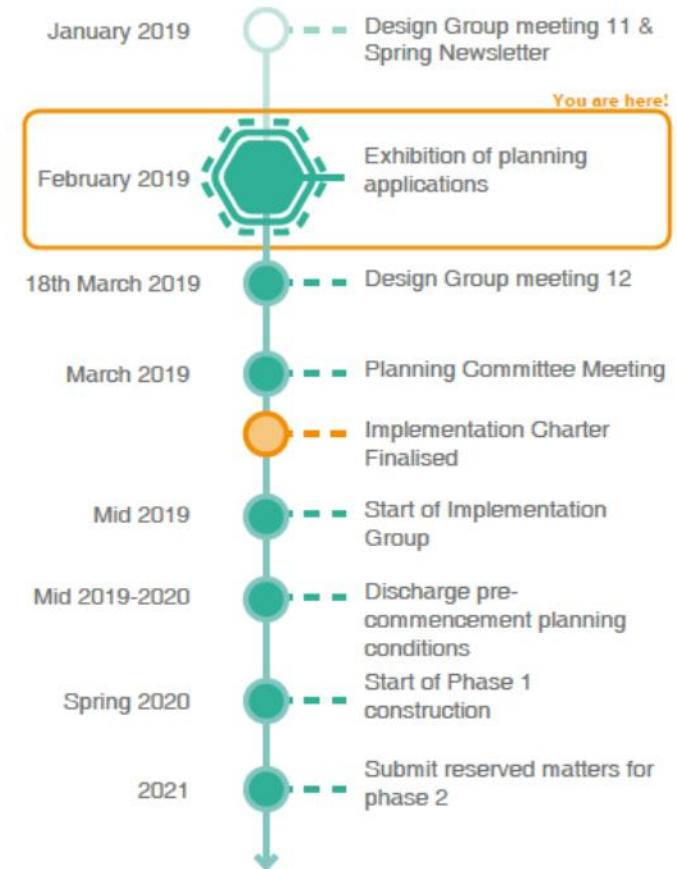 January 2019
Design Group meeting 11 &
Spring Newsletter
You are here!
February 2019
Exhibition of planning
applications
18th March 2019
Design Group meeting 12
March 2019
Planning Committee Meeting
Implementation Charter
Finalised
Mid 2019
Start of Implementation
Group
Mid 2019-2020
Discharge pre-
commencement planning
conditions
Spring 2020
Start of Phase 1
construction
2021
Submit reserved matters for
phase 2